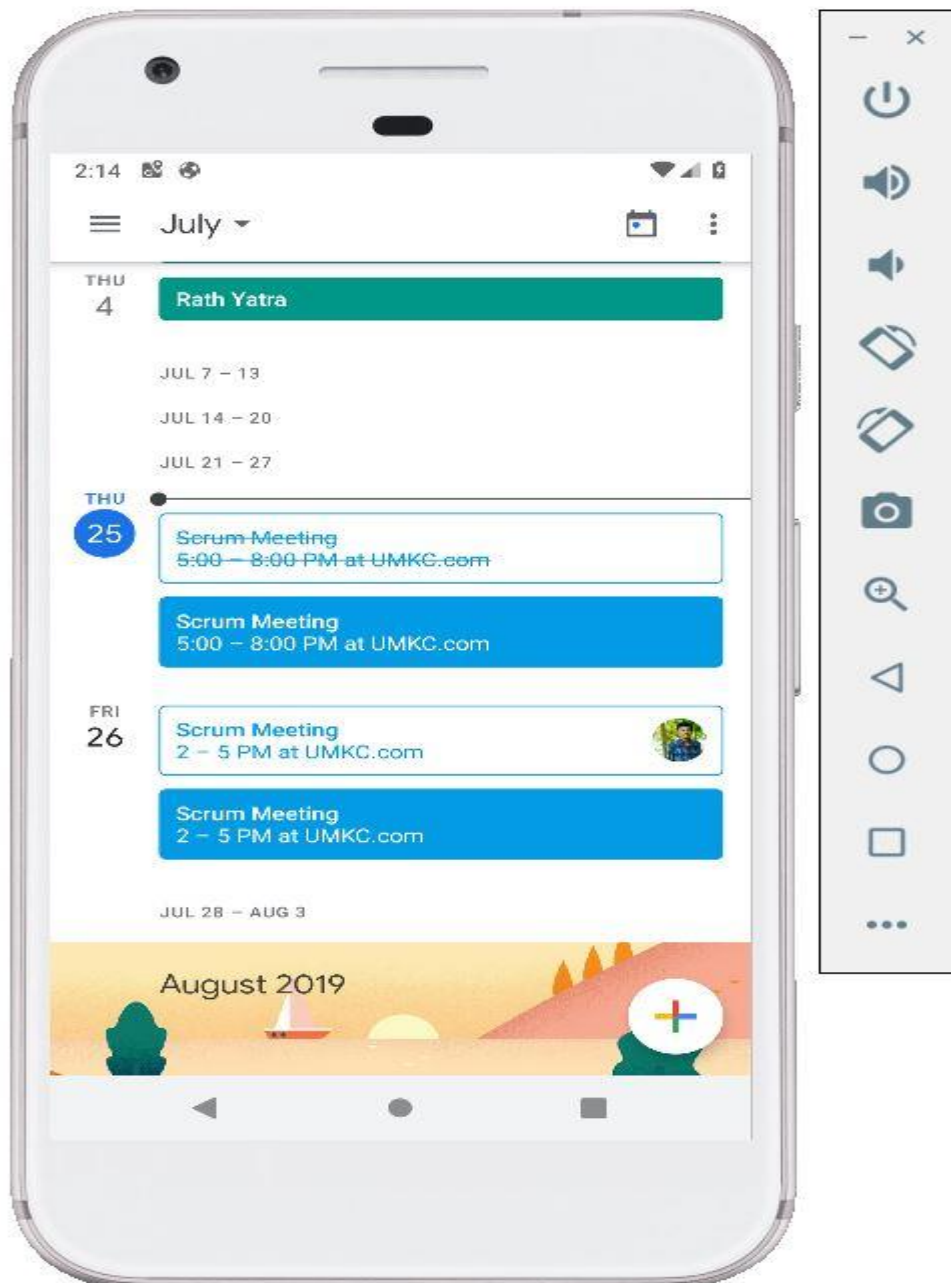 2:14
July
THU
4
Rath Yatra
JUL 7 – 13
JUL 14 – 20
JUL 21 – 27
THU
25
Scrum Meeting
5:00 – 8:00 PM at UMKC.com
Scrum Meeting
5:00 – 8:00 PM at UMKC.com
FRI
26
Scrum Meeting
2 – 5 PM at UMKC.com
Scrum Meeting
2 – 5 PM at UMKC.com
JUL 28 – AUG 3
August 2019